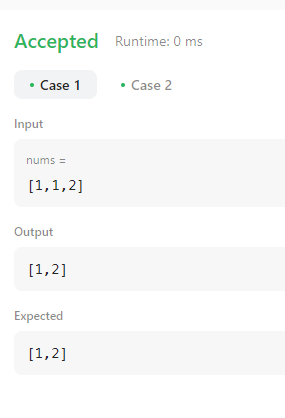 Accepted Runtime: 0 ms
• Case 1 • Case 2
Input
nums =
[1,1,2]
Output
[1,2]
Expected
[1,2]